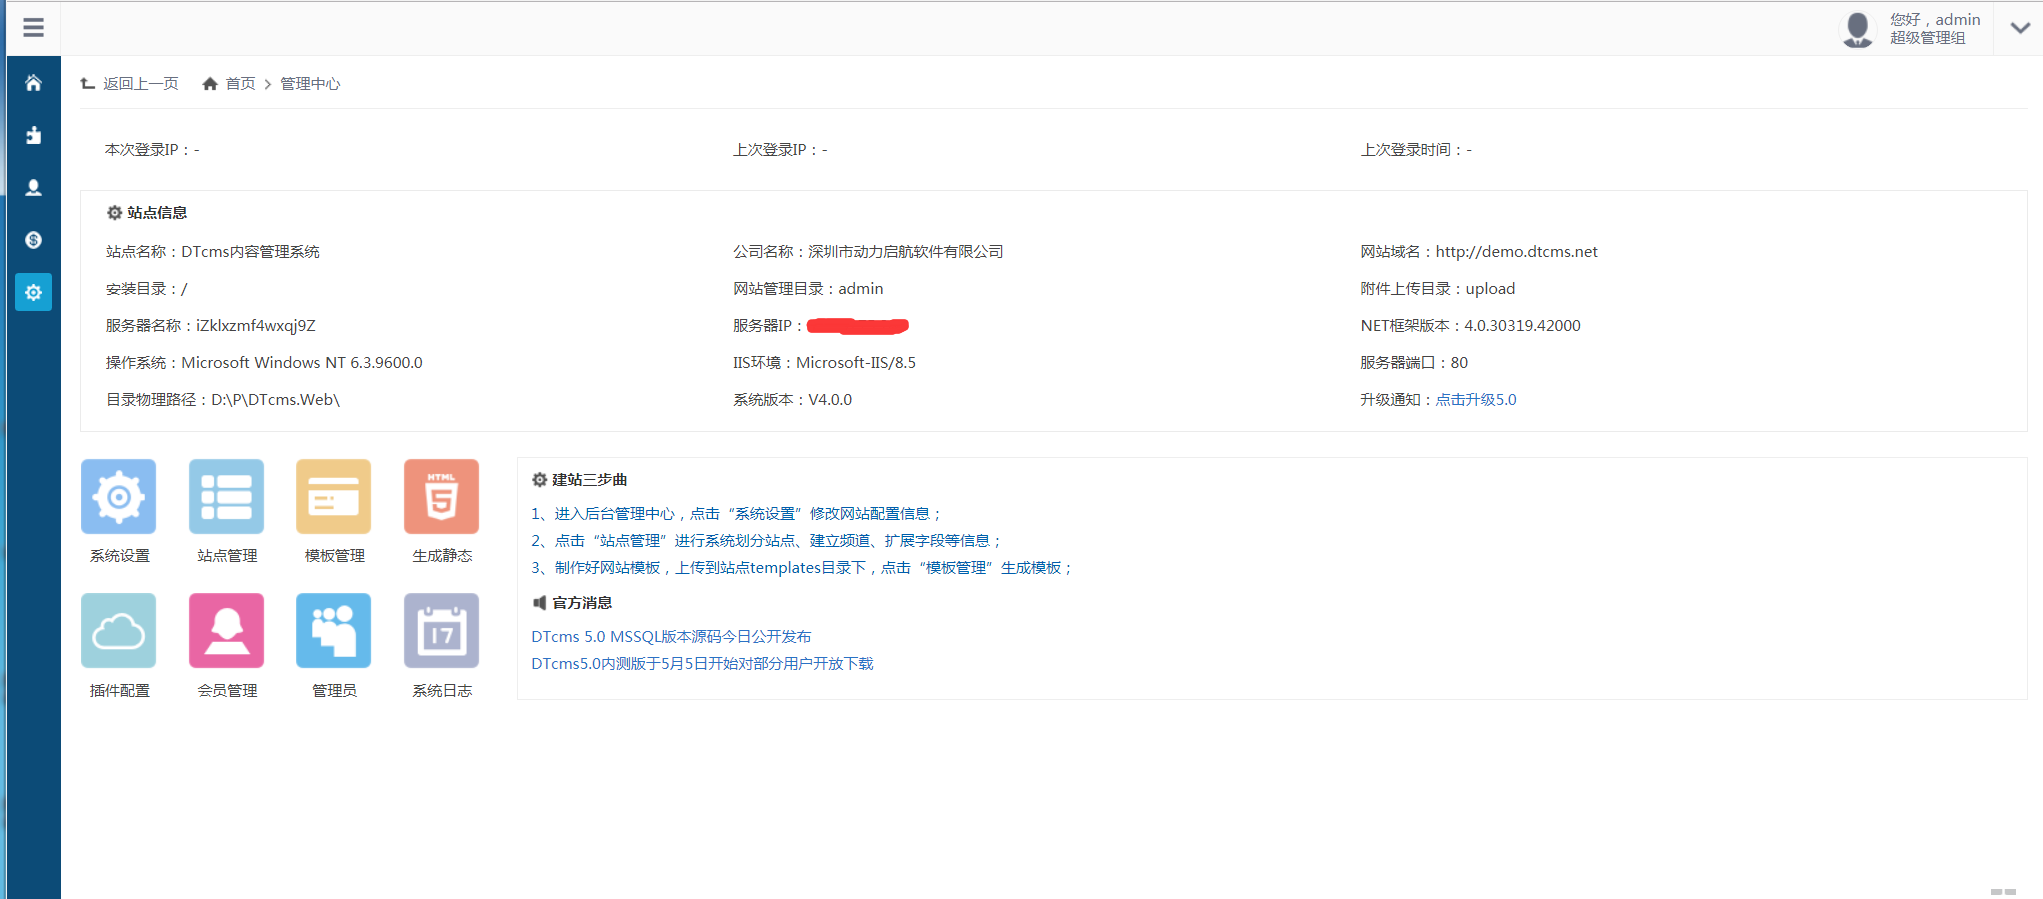 您好，admin
超级管理组
返回上一页 首页 > 管理中心
本次登录IP：- 上次登录IP：- 上次登录时间：-
站点信息
站点名称：DTcms内容管理系统 公司名称：深圳市动力启航软件有限公司 网站域名：http://demo.dtcms.net
安装目录：/ 网站管理目录：admin 附件上传目录：upload
服务器名称：iZklxzmf4wxqj9Z 服务器IP： NET框架版本：4.0.30319.42000
操作系统：Microsoft Windows NT 6.3.9600.0 IIS环境：Microsoft-IIS/8.5 服务器端口：80
目录物理路径：D:\P\DTcms.Web\ 系统版本：V4.0.0 升级通知：点击升级5.0
HTML
5
系统设置 站点管理 模板管理 生成静态
17
插件配置 会员管理 管理员 系统日志
建站三步曲
1、进入后台管理中心，点击“系统设置”修改网站配置信息；
2、点击“站点管理”进行系统划分站点、建立频道、扩展字段等信息；
3、制作好网站模板，上传到站点templates目录下，点击“模板管理”生成模板；
官方消息
DTcms 5.0 MSSQL版本源码今日公开发布
DTcms5.0内测版于5月5日开始对部分用户开放下载